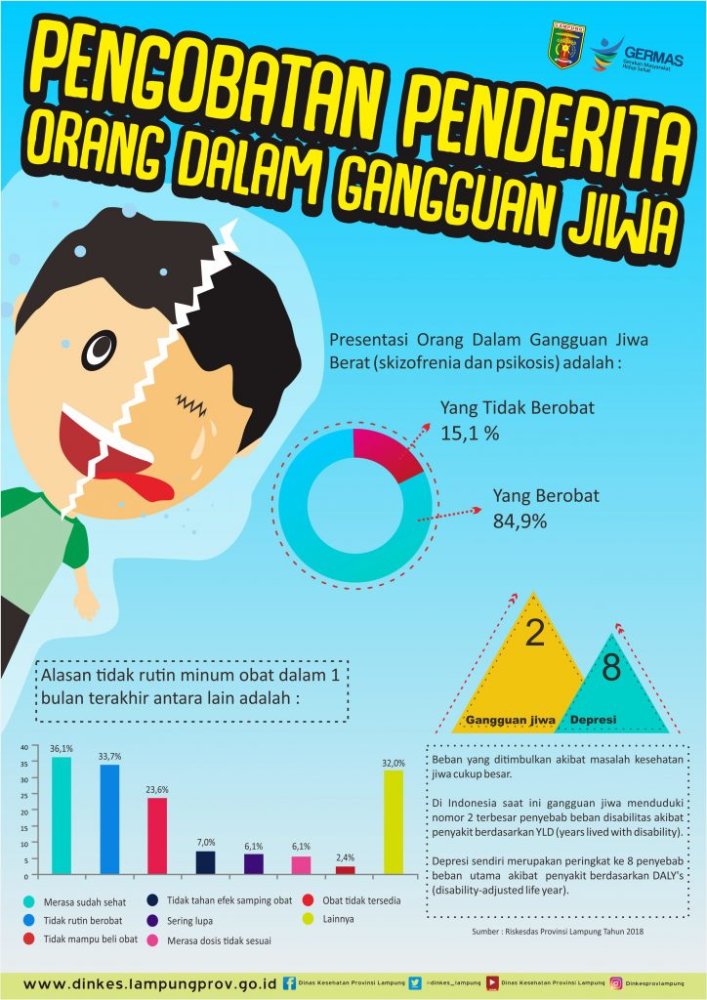 LAMPUNG
GERMAS
Gerakan Masyarakat
Hidup Sehat
PENGOBATAN PENDERITA
ORANG DALAM GANGGUAN JIWA
Presentasi Orang Dalam Gangguan Jiwa
Berat (skizofrenia dan psikosis) adalah :
Yang Tidak Berobat
15,1 %
Yang Berobat
84,9%
2
8
Gangguan jiwa
Depresi
Alasan tidak rutin minum obat dalam 1
bulan terakhir antara lain adalah :
40
35
30
25
20
15
10
5
0
36,1%
33,7%
23,6%
7,0%
6,1%
6,1%
2,4%
32,0%
Merasa sudah sehat
Tidak rutin berobat
Tidak mampu beli obat
Tidak tahan efek samping obat
Sering lupa
Merasa dosis tidak sesuai
Obat tidak tersedia
Lainnya
Beban yang ditimbulkan akibat masalah kesehatan
jiwa cukup besar.
Di Indonesia saat ini gangguan jiwa menduduki
nomor 2 terbesar penyebab beban disabilitas akibat
penyakit berdasarkan YLD (years lived with disability).
Depresi sendiri merupakan peringkat ke 8 penyebab
beban utama akibat penyakit berdasarkan DALY's
(disability-adjusted life year).
Sumber : Riskesdas Provinsi Lampung Tahun 2018
www.dinkes.lampungprov.go.id
Dinas Kesehatan Provinsi Lampung
@dinkes_lampung
Dinas Kesehatan Provinsi Lampung
Dinkesprovlampung